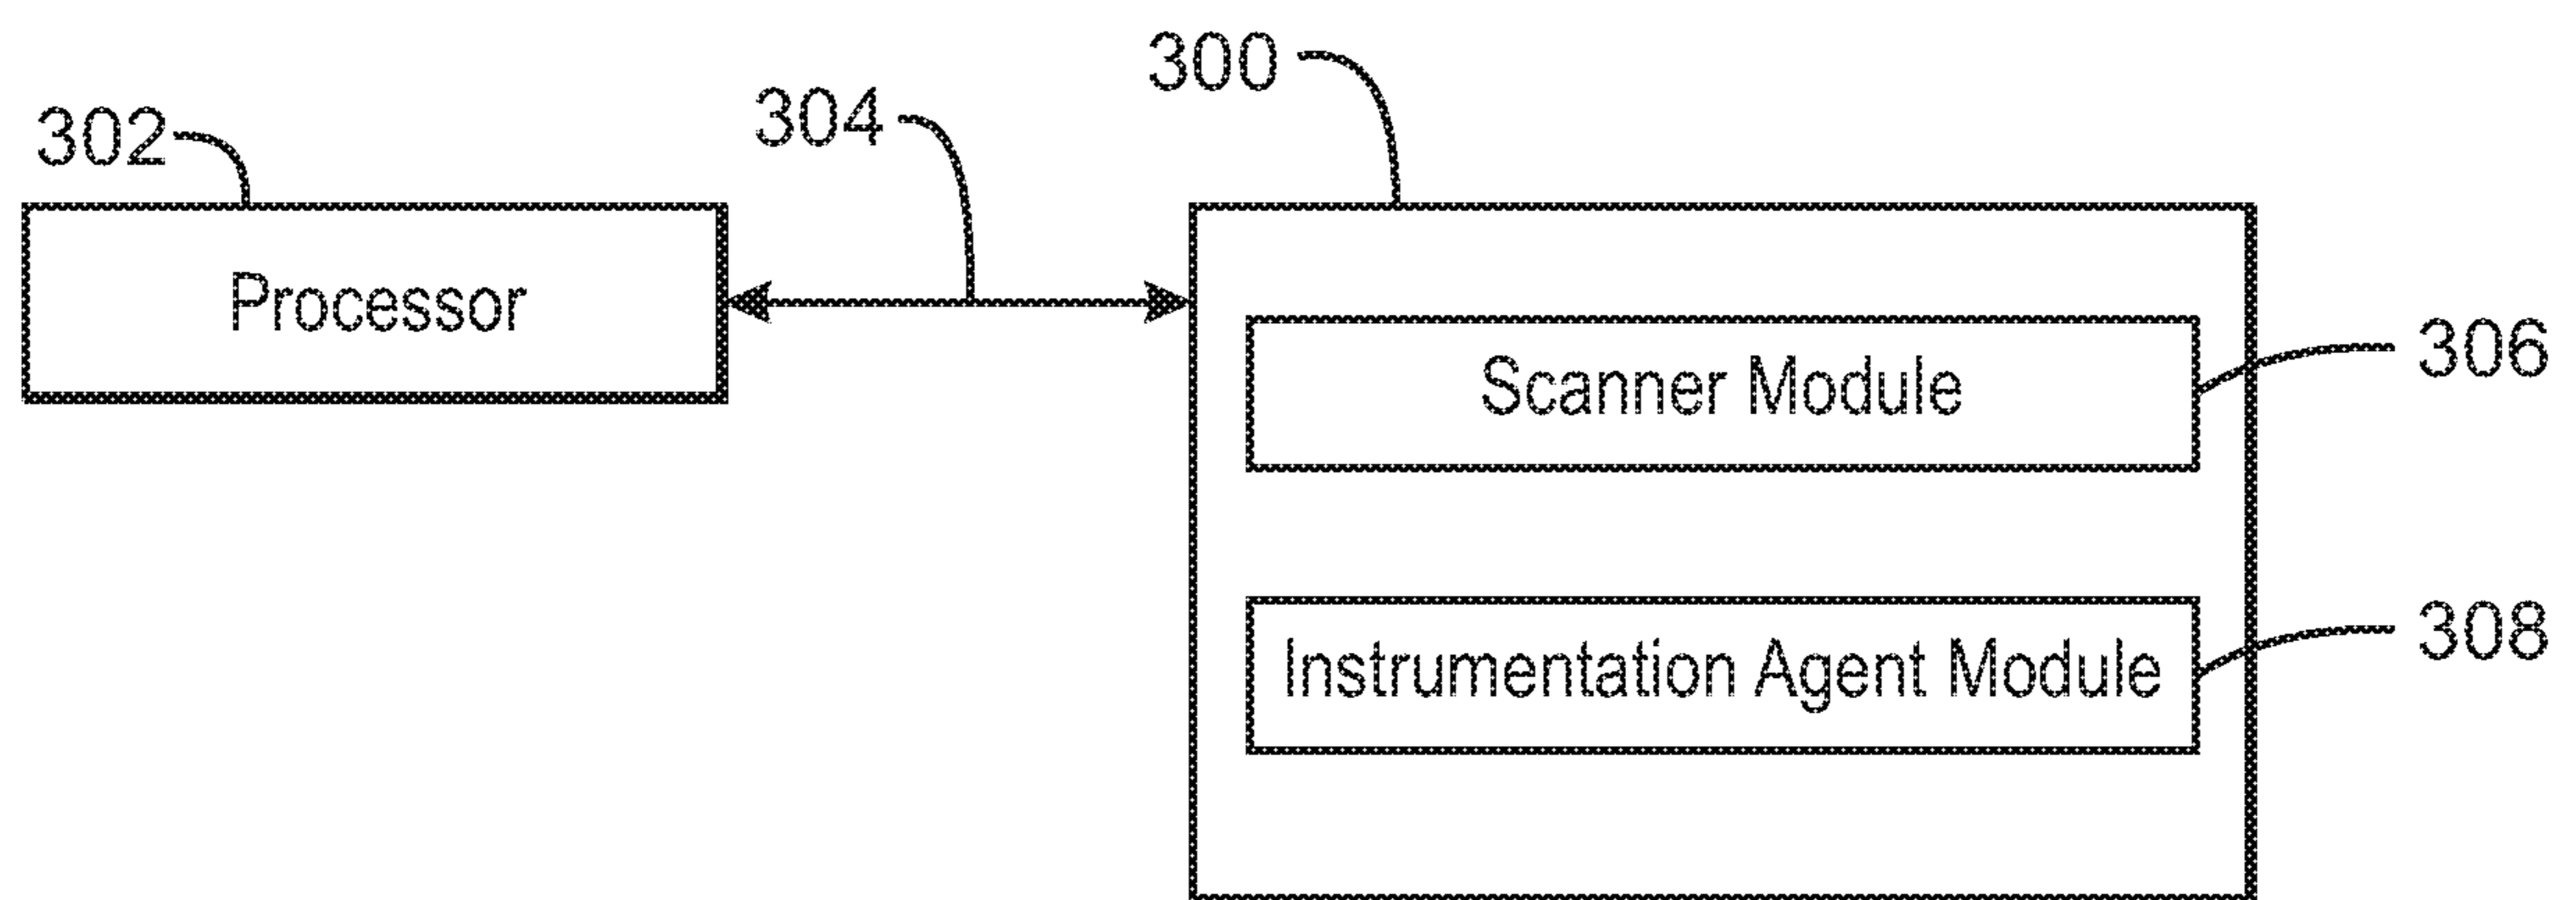 300
304
302
Processor
Scanner Module
306
Instrumentation Agent Module
308